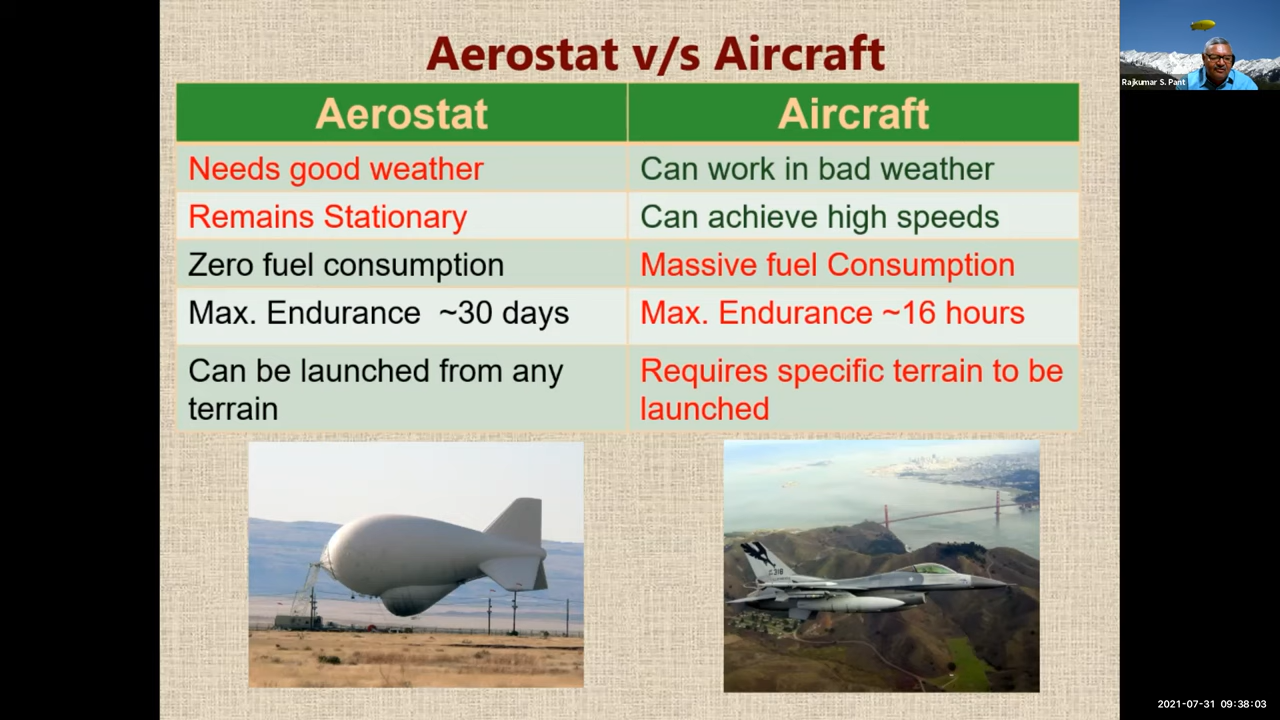 Aerostat v/s Aircraft
Aerostat
Aircraft
Needs good weather
Can work in bad weather
Remains Stationary
Can achieve high speeds
Zero fuel consumption
Massive fuel Consumption
Max. Endurance ~30 days
Max. Endurance ~16 hours
Can be launched from any
terrain
Requires specific terrain to be
launched
Rajkumar S. Pant
2021-07-31 09:38:03